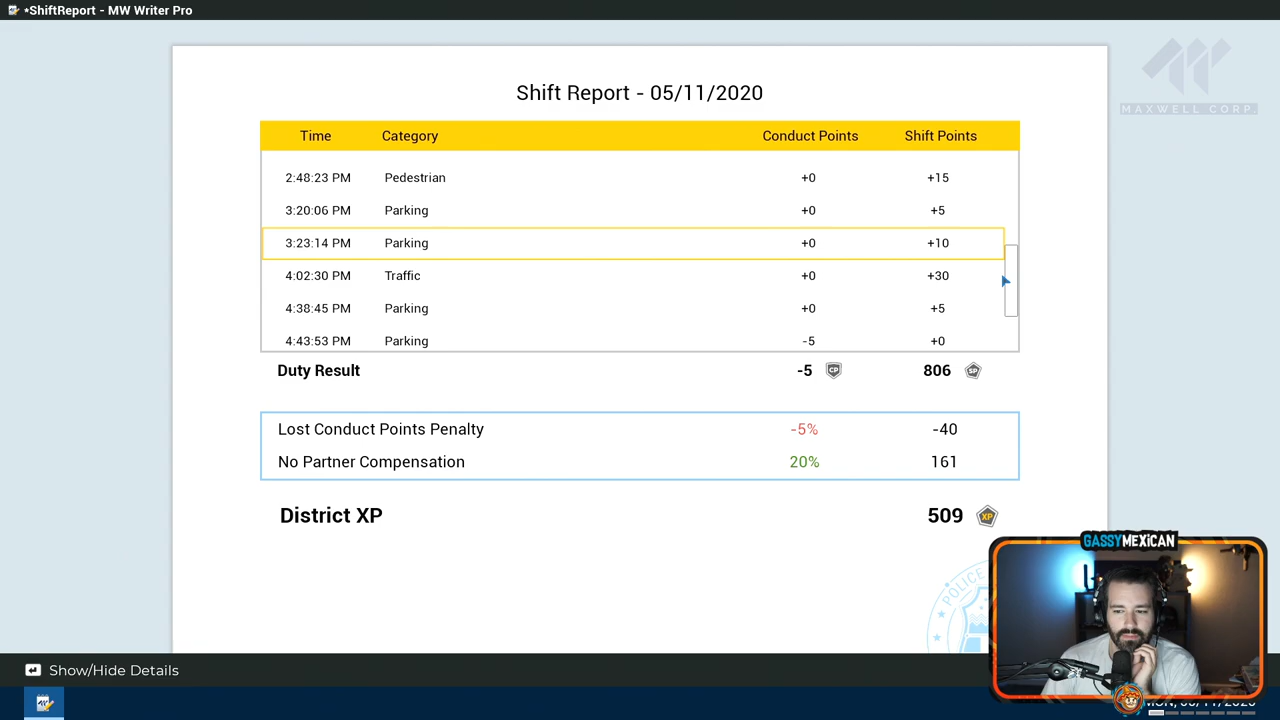 *ShiftReport - MW Writer Pro
MAXWELL CORP.
Shift Report - 05/11/2020
Time Category Conduct Points Shift Points
2:48:23 PM Pedestrian +0 +15
3:20:06 PM Parking +0 +5
3:23:14 PM Parking +0 +10
4:02:30 PM Traffic +0 +30
4:38:45 PM Parking +0 +5
4:43:53 PM Parking -5 +0
Duty Result -5 CP 806 SP
Lost Conduct Points Penalty -5% -40
No Partner Compensation 20% 161
District XP 509 XP
POLICE
GASSYMEXICAN
Show/Hide Details